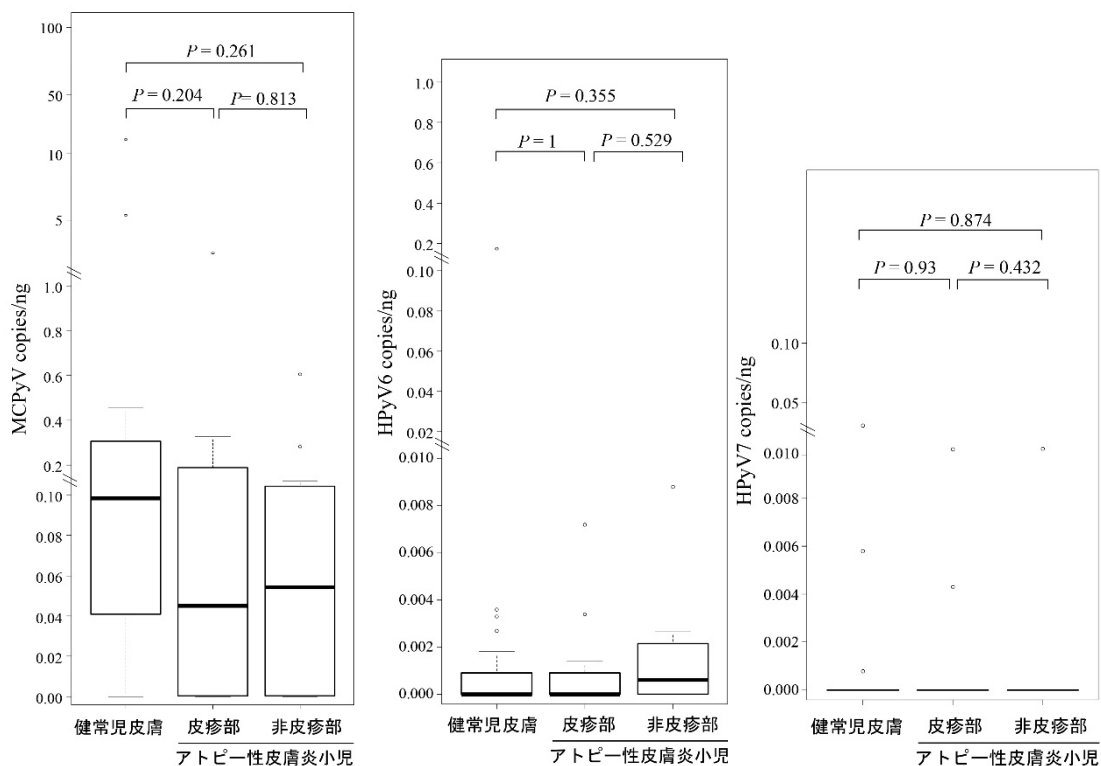 MCPyV copies/ng
100
50
10
5
1.0
0.8
0.6
0.4
0.2
0.10
0.08
0.06
0.04
0.02
0.00
P = 0.261
P = 0.204
P= 0.813
健常児皮膚
皮疹部
非皮疹部
アトピー性皮膚炎小児
HPyV6 copies/ng
1.0
0.8
0.6
0.4
0.2
0.10
0.08
0.06
0.04
0.02
0.010
0.008
0.006
0.004
0.002
0.000
P = 0.355
P = 1
P = 0.529
健常児皮膚
皮疹部
非皮疹部
アトピー性皮膚炎小児
HPyV7 copies/ng
0.10
0.05
0.010
0.008
0.006
0.004
0.002
0.000
P = 0.874
P = 0.93
P = 0.432
健常児皮膚
皮疹部
非皮疹部
アトピー性皮膚炎小児